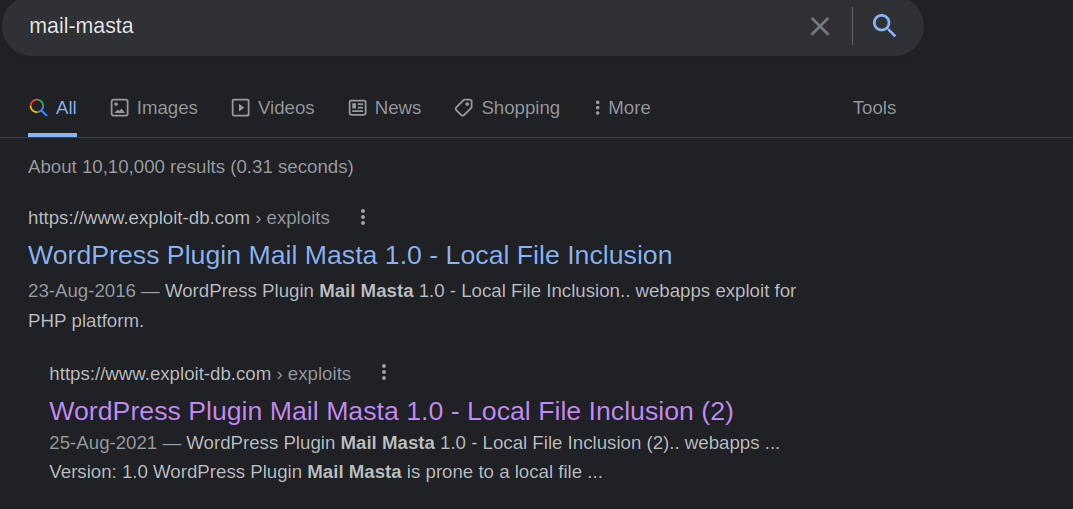 mail-masta
All Images Videos News Shopping More Tools
About 10,10,000 results (0.31 seconds)
https://www.exploit-db.com › exploits
WordPress Plugin Mail Masta 1.0 - Local File Inclusion
23-Aug-2016 — WordPress Plugin Mail Masta 1.0 - Local File Inclusion.. webapps exploit for
PHP platform.
https://www.exploit-db.com › exploits
WordPress Plugin Mail Masta 1.0 - Local File Inclusion (2)
25-Aug-2021 — WordPress Plugin Mail Masta 1.0 - Local File Inclusion (2).. webapps ...
Version: 1.0 WordPress Plugin Mail Masta is prone to a local file ...